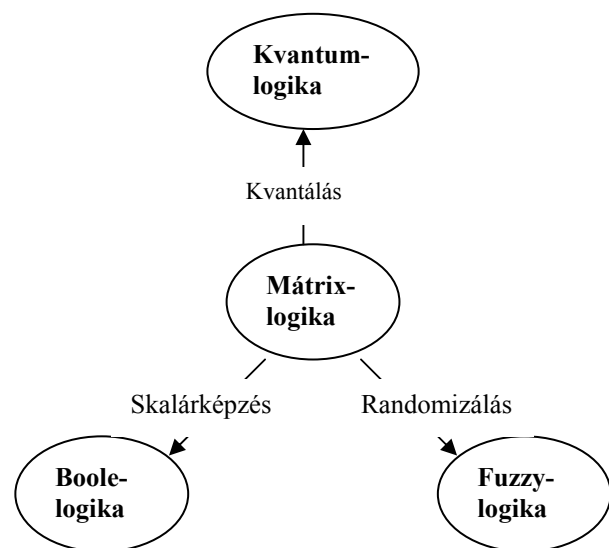 Kvantum-
logika
Kvantálás
Mátrix-
logika
Skalárképzés
Randomizálás
Boole-
logika
Fuzzy-
logika